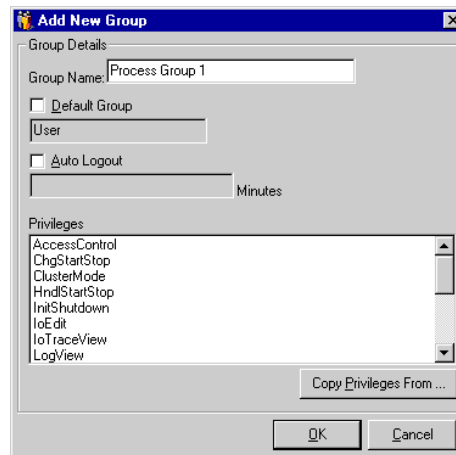 Add New Group
Group Details
Group Name: Process Group 1
Default Group
User
Auto Logout
Minutes
Privileges
AccessControl
ChgStartStop
ClusterMode
HndlStartStop
InitShutdown
IoEdit
IoTraceView
LogView
Copy Privileges From ...
OK Cancel